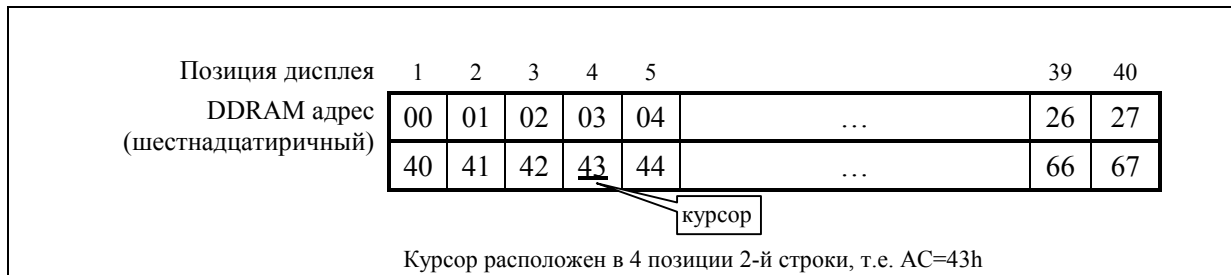 Позиция дисплея 1 2 3 4 5 39 40
DDRAM адрес (шестнадцатиричный) 00 01 02 03 04 … 26 27
40 41 42 43 44 … 66 67
курсор
Курсор расположен в 4 позиции 2-й строки, т.е. AC=43h